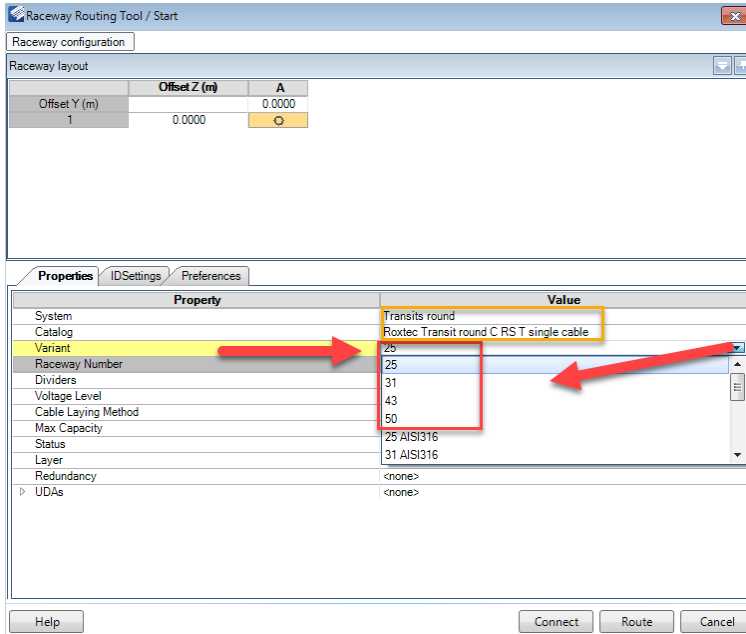 Raceway Routing Tool / Start
Raceway configuration
Raceway layout
Offset Z (m) A
Offset Y (m) 0.0000
1 0.0000
Properties IDSettings Preferences
Property Value
System Transits round
Catalog Roxtec Transit round C RS T single cable
Variant 25
Raceway Number 25
Dividers 31
Voltage Level 43
Cable Laying Method 50
Max Capacity
Status 25 AISI316
Layer 31 AISI316
Redundancy <none>
UDAs <none>
Help Connect Route Cancel